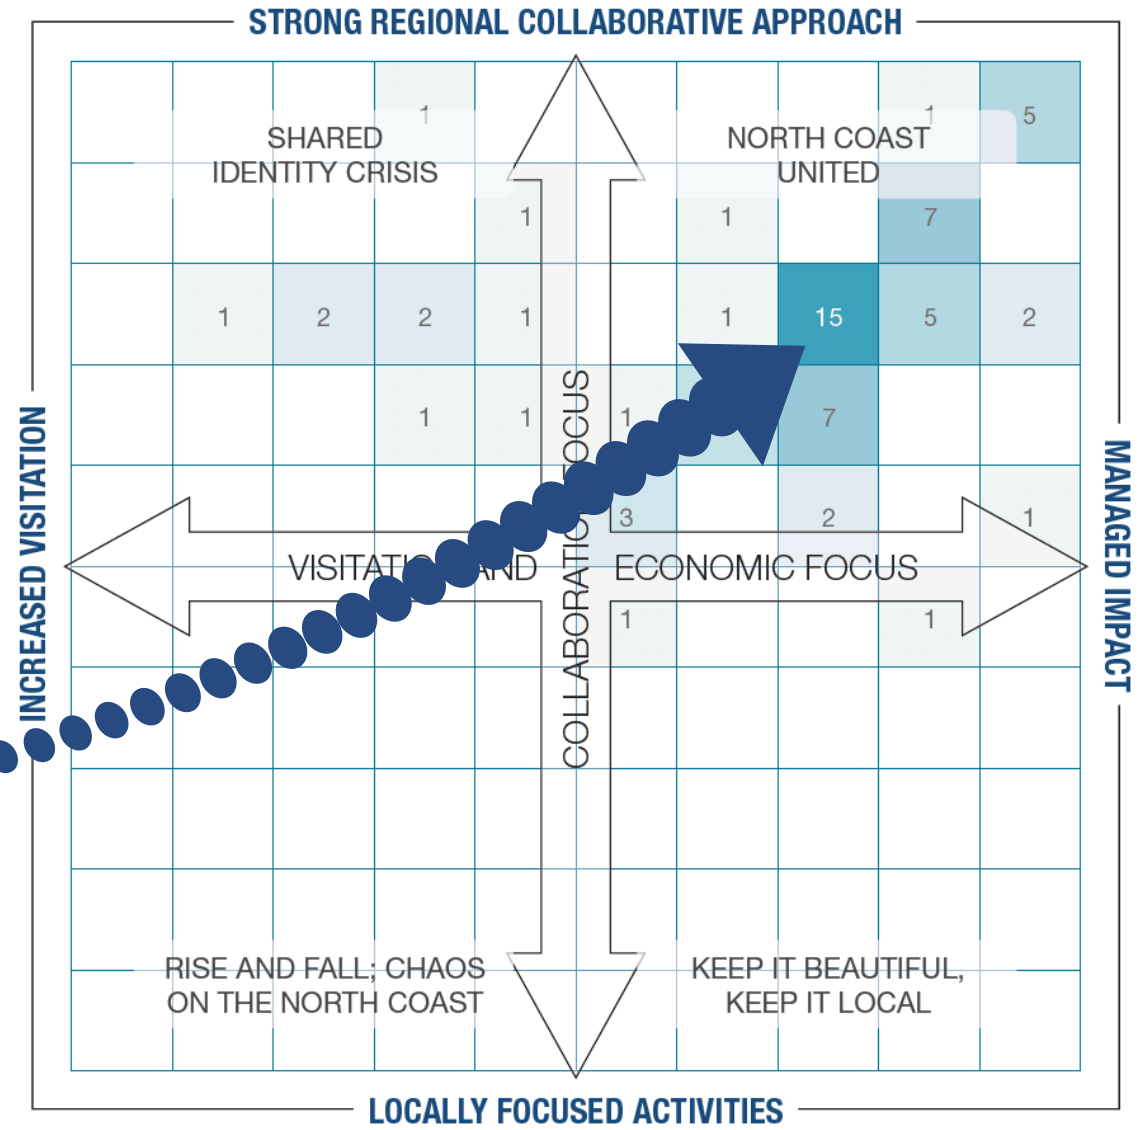 STRONG REGIONAL COLLABORATIVE APPROACH
1 1 5
SHARED
IDENTITY CRISIS
NORTH COAST
UNITED
1 1 7
1 2 2 1 1 15 5 2
1 1 1 7
INCREASED VISITATION
MANAGED IMPACT
3 2 1
ECONOMIC FOCUS
1 1
RISE AND FALL; CHAOS
ON THE NORTH COAST
KEEP IT BEAUTIFUL,
KEEP IT LOCAL
LOCALLY FOCUSED ACTIVITIES